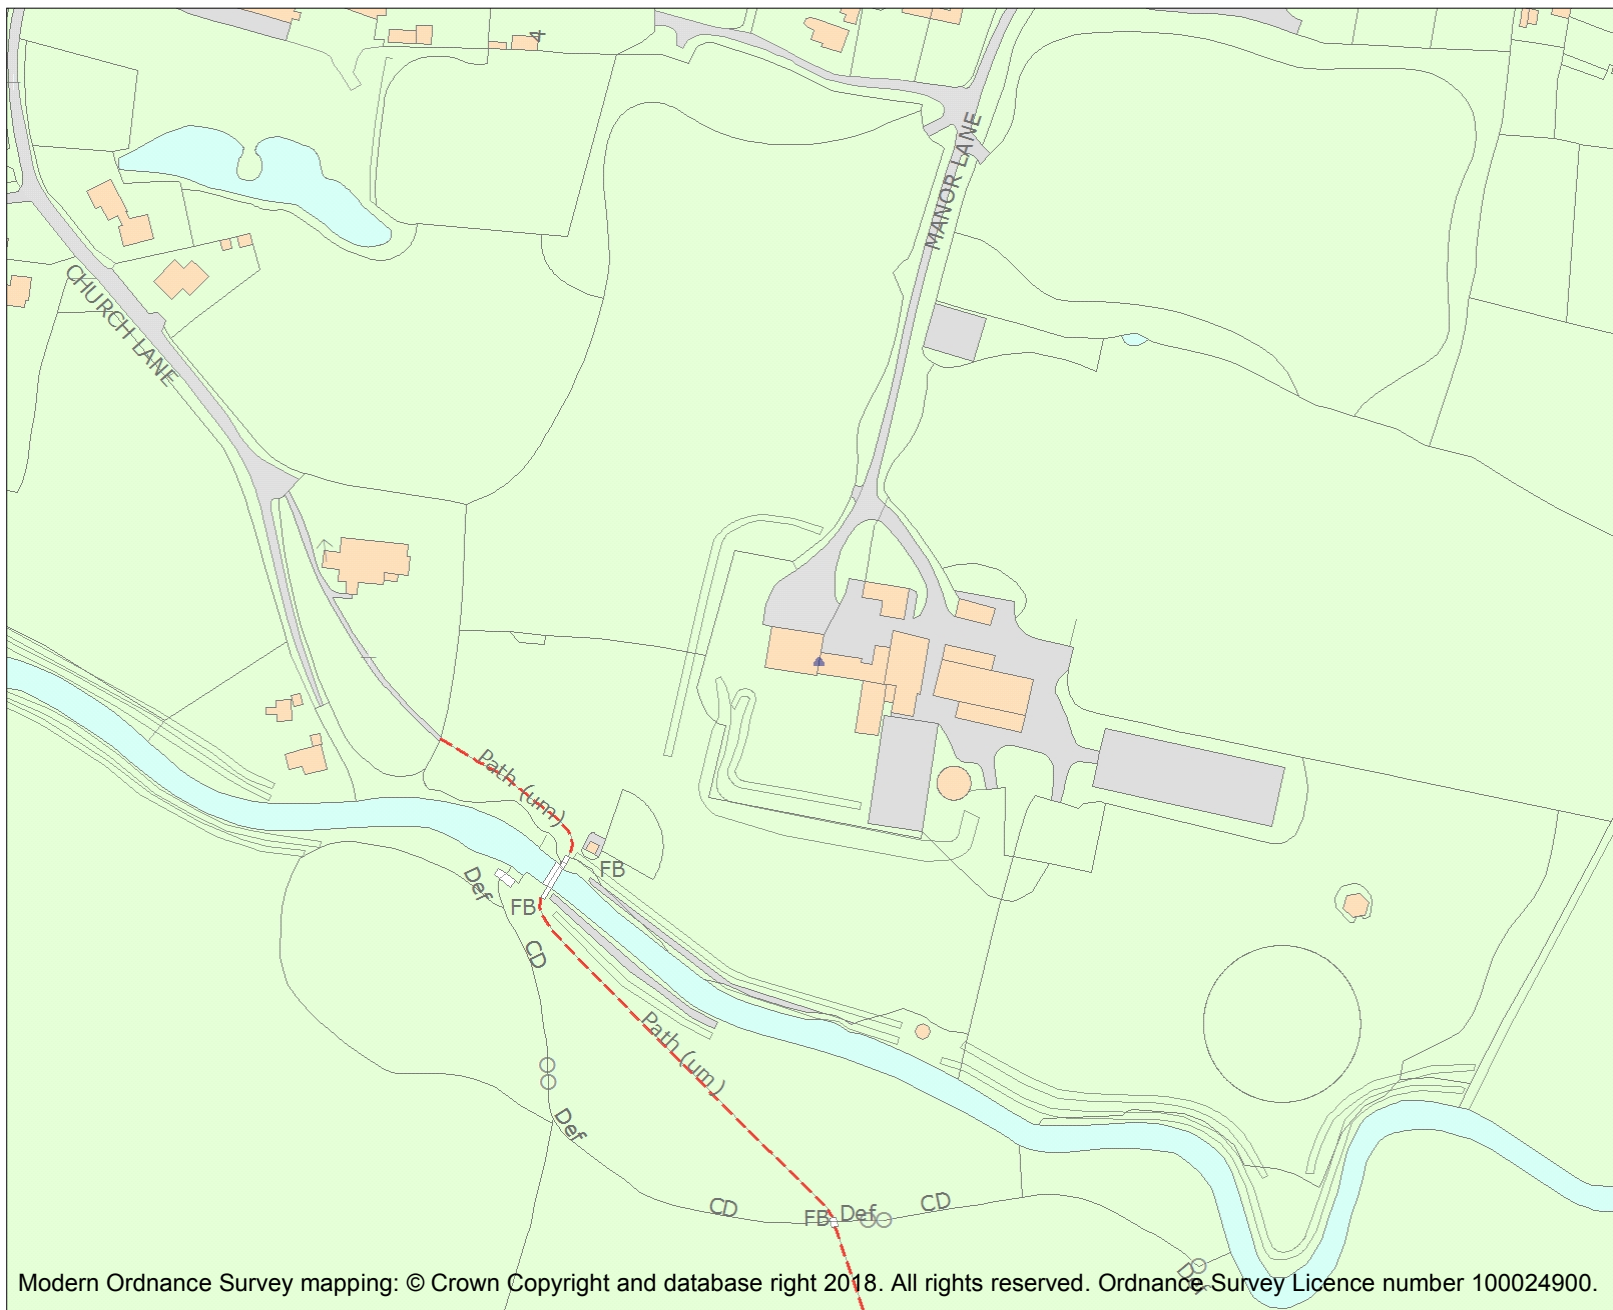 4
MANOR LANE
CHURCH LANE
Path (um)
FB
Def
FB
CD
Path (um)
Def
CD
CD
FB
Def
Def
Modern Ordnance Survey mapping: © Crown Copyright and database right 2018. All rights reserved. Ordnance Survey Licence number 100024900.